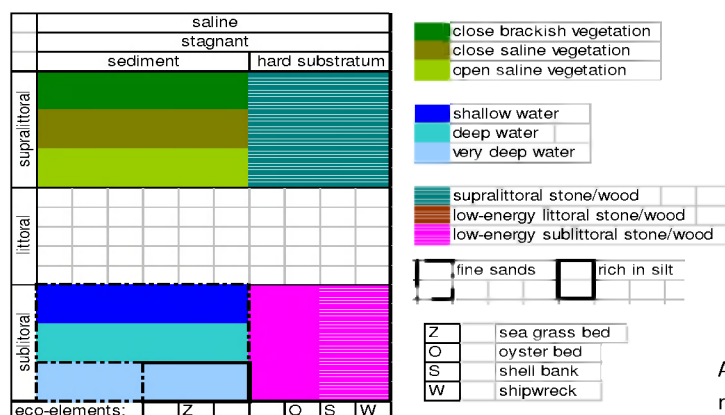 saline
stagnant
sediment hard substratum
supralittoral
littoral
sublitoral
eco-elements: Z O S W
close brackish vegetation
close saline vegetation
open saline vegetation
shallow water
deep water
very deep water
supralittoral stone/wood
low-energy littoral stone/wood
low-energy sublittoral stone/wood
fine sands rich in silt
Z sea grass bed
O oyster bed
S shell bank
W shipwreck
A